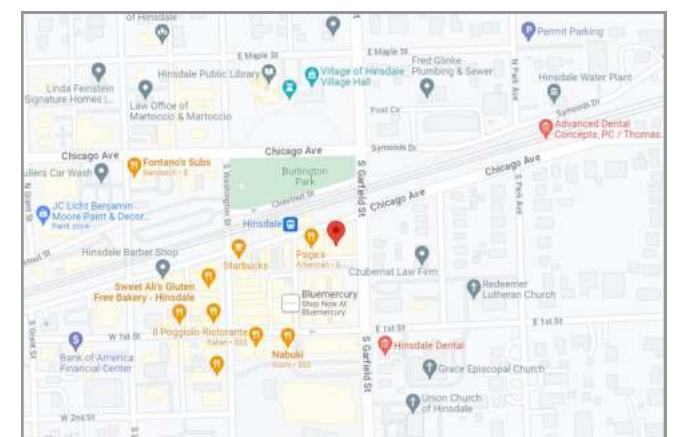 of Hinsdale
E Maple St
E Maple St
Permit Parking
N Park Ave
Linda Feinstein
Signature Homes |...
Hinsdale Public Library
Village of Hinsdale
Village Hall
Fred Glinke
Plumbing & Sewer
Hinsdale Water Plant
Law Office of
Martoccio & Martoccio
Post Cir
Symonds Dr
Symonds Dr
Advanced Dental
Concepts, PC / Thomas...
Chicago Ave
Chicago Ave
Chicago Ave
Chicago Ave
ullers Car Wash
Fontano's Subs
Sandwich • $
Burlington
Park
N Grant St
S Washington St
S Garfield St
S Park Ave
Chestnut St
JC Licht Benjamin
Moore Paint & Decor...
Paint store
Hinsdale
Hinsdale Barber Shop
Starbucks
Page's
American • $
Czubernat Law Firm
Sweet Ali's Gluten
Free Bakery - Hinsdale
Bluemercury
Shop Now At
Bluemercury
Redeemer
Lutheran Church
S Grant St
W 1st St
Il Poggiolo Ristorante
Italian • $$$
E 1st St
E 1st St
Bank of America
Financial Center
Nabuki
Sushi • $$$
S Garfield St
Hinsdale Dental
Grace Episcopal Church
Union Church
of Hinsdale
W 2nd St